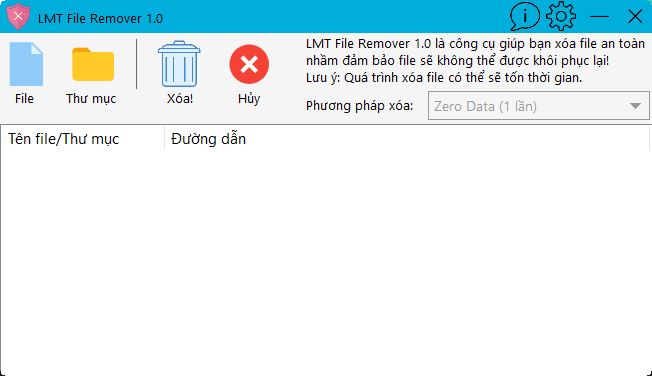 LMT File Remover 1.0
File
Thư mục
Xóa!
Hủy
LMT File Remover 1.0 là công cụ giúp bạn xóa file an toàn
nhằm đảm bảo file sẽ không thể được khôi phục lại!
Lưu ý: Quá trình xóa file có thể sẽ tốn thời gian.
Phương pháp xóa:
Zero Data (1 lần)
Tên file/Thư mục
Đường dẫn